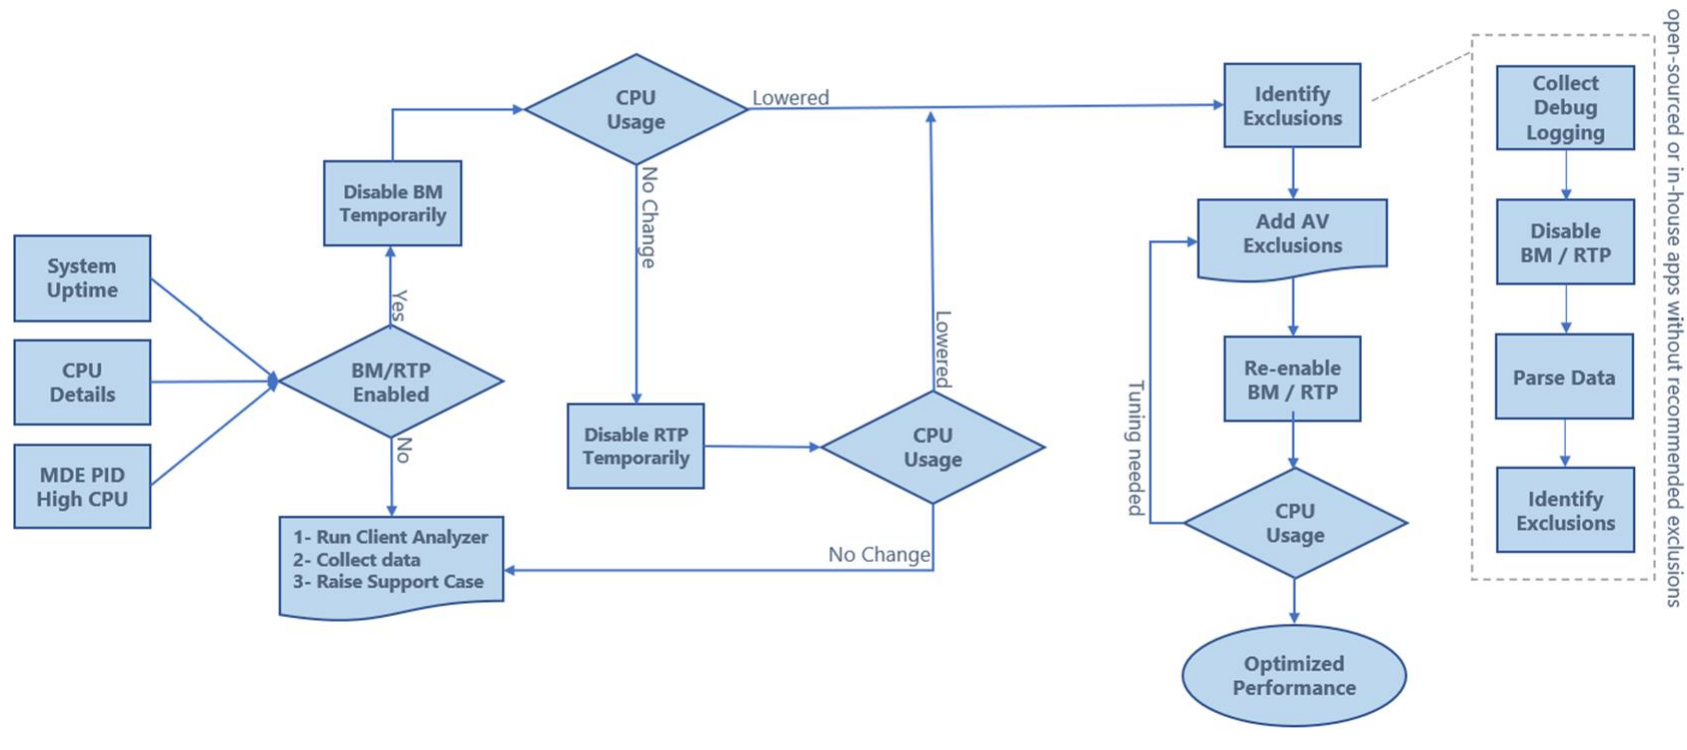 System
Uptime
CPU
Details
MDE PID
High CPU
BM/RTP
Enabled
Yes
No
Disable BM
Temporarily
1- Run Client Analyzer
2- Collect data
3- Raise Support Case
CPU
Usage
Lowered
No Change
Disable RTP
Temporarily
CPU
Usage
Lowered
No Change
Identify
Exclusions
Add AV
Exclusions
Re-enable
BM / RTP
CPU
Usage
Tuning needed
Optimized
Performance
Collect
Debug
Logging
Disable
BM / RTP
Parse Data
Identify
Exclusions
open-sourced or in-house apps without recommended exclusions